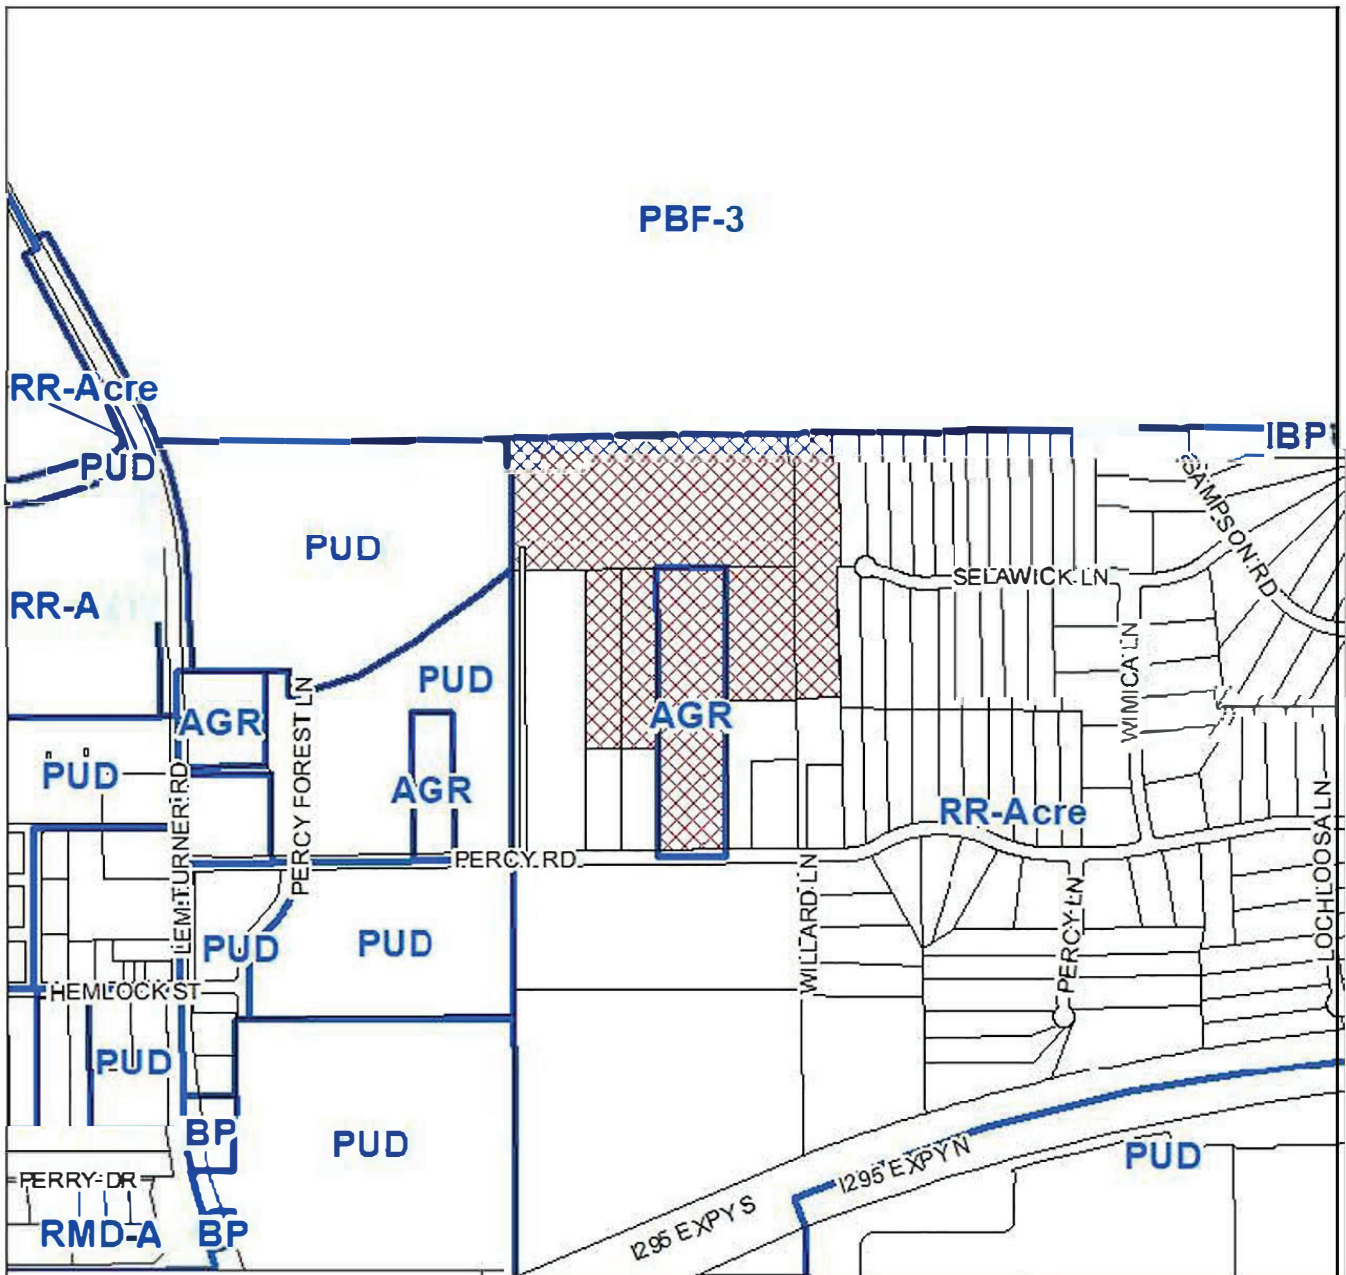 PBF-3
RR-Acre
PUD
IBP
SAMPSON RD
PUD
SELAWICK LN
RR-A
WIMICA LN
PUD
AGR
PERCY FOREST LN
AGR
PUD
LEM TURNER RD
AGR
RR-Acre
LOCHLOOSA LN
PERCY RD
WILLARD LN
PERCY LN
PUD
PUD
HEMLOCK ST
PUD
BP
PUD
PUD
I295 EXPY N
PERRY DR
RMD-A
BP
I295 EXPY S